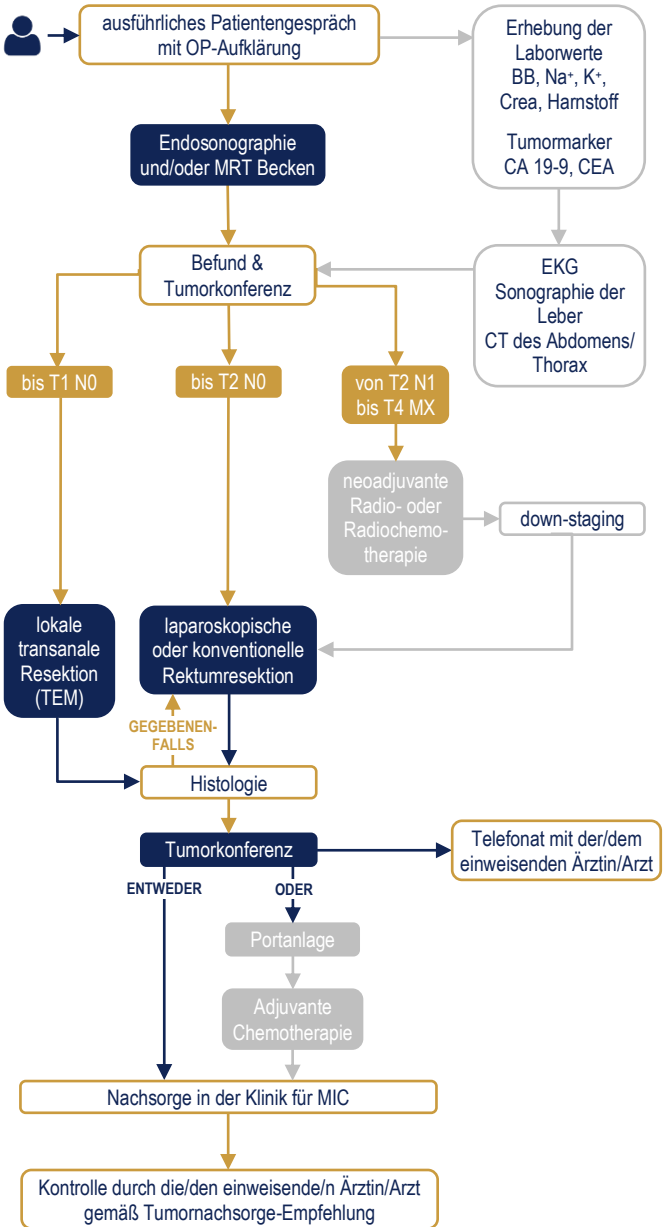 ausführliches Patientengespräch
mit OP-Aufklärung
Erhebung der
Laborwerte
BB, Na⁺, K⁺,
Crea, Harnstoff
Tumormarker
CA 19-9, CEA
Endosonographie
und/oder MRT Becken
Befund &
Tumorkonferenz
EKG
Sonographie der
Leber
CT des Abdomens/
Thorax
bis T1 N0
bis T2 N0
von T2 N1
bis T4 MX
neoadjuvante
Radio- oder
Radiochemo-
therapie
down-staging
lokale
transanale
Resektion
(TEM)
laparoskopische
oder konventionelle
Rektumresektion
GEGEBENEN-
FALLS
Histologie
Tumorkonferenz
Telefonat mit der/dem
einweisenden Ärztin/Arzt
ENTWEDER
ODER
Portanlage
Adjuvante
Chemotherapie
Nachsorge in der Klinik für MIC
Kontrolle durch die/den einweisende/n Ärztin/Arzt
gemäß Tumornachsorge-Empfehlung